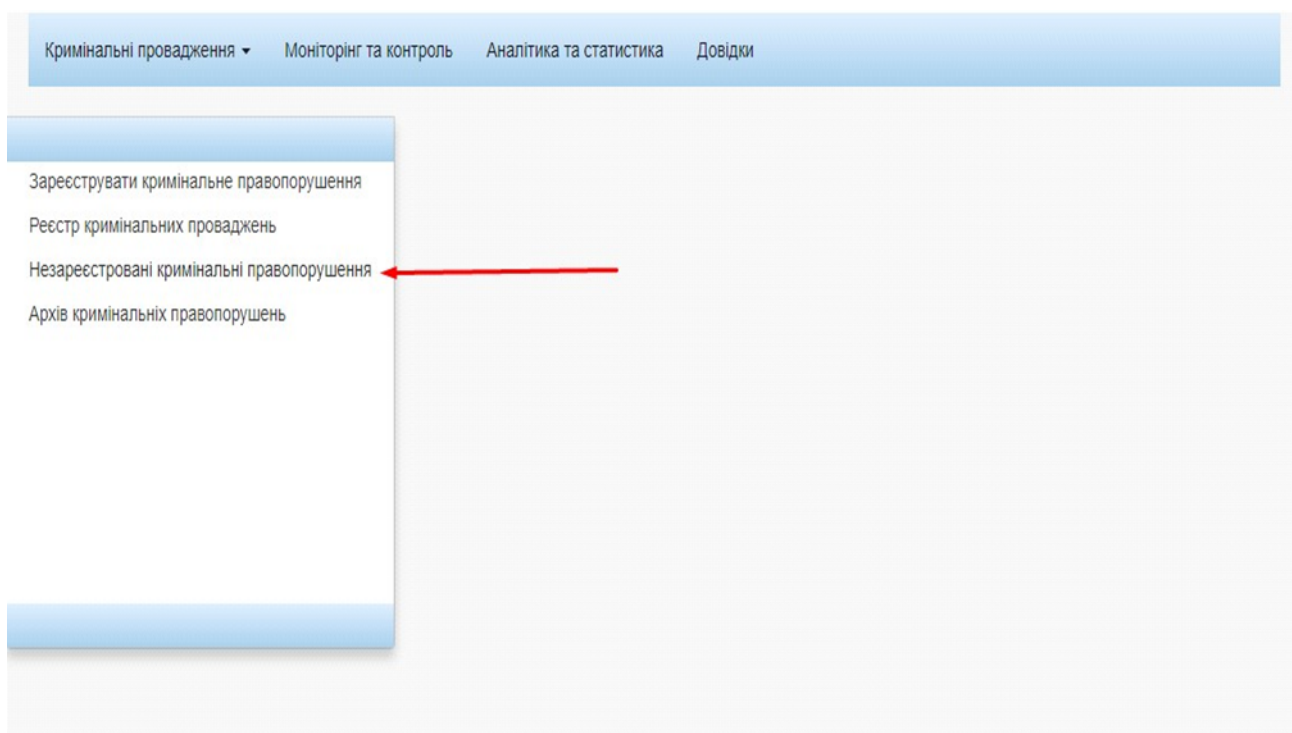 Кримінальні провадження Моніторинг та контроль Аналітика та статистика Довідки
Зареєструвати кримінальне правопорушення
Реєстр кримінальних проваджень
Незареєстровані кримінальні правопорушення
Архів кримінальніх правопорушень